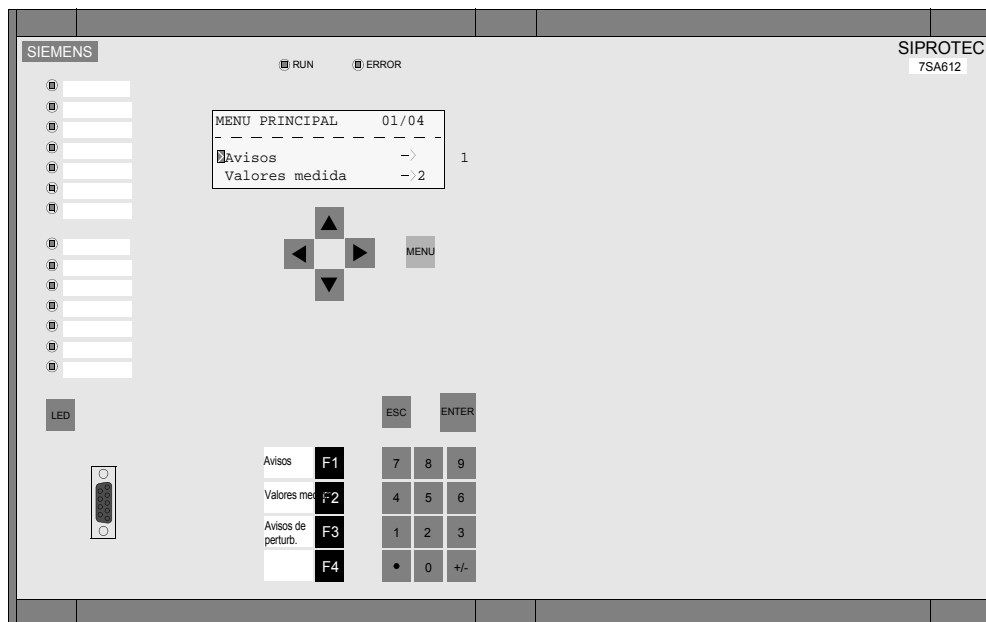 SIEMENS
SIPROTEC
7SA612
RUN
ERROR
MENU PRINCIPAL 01/04
Avisos 1
Valores medida 2
MENU
LED
ESC
ENTER
Avisos F1 7 8 9
Valores med F2 4 5 6
Avisos de
perturb.
F3 1 2 3
F4 • 0 +/-